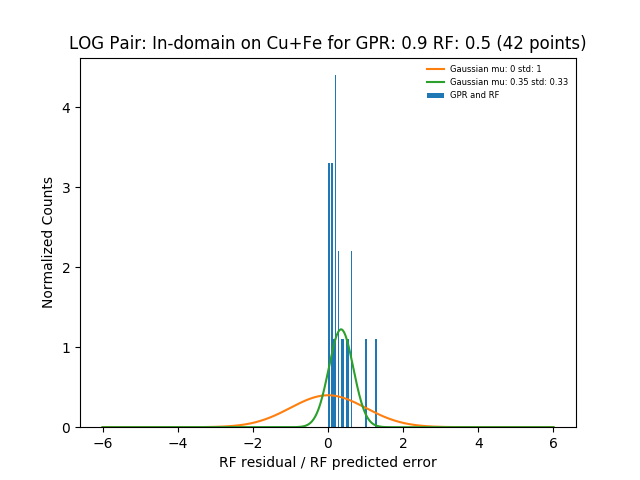 LOG Pair: In-domain on Cu+Fe for GPR: 0.9 RF: 0.5 (42 points)
Gaussian mu: 0 std: 1
Gaussian mu: 0.35 std: 0.33
GPR and RF
Normalized Counts
4
3
2
1
0
−6 −4 −2 0 2 4 6
RF residual / RF predicted error